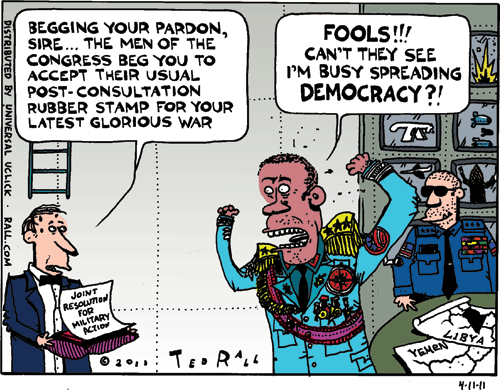 BEGGING YOUR PARDON,
SIRE... THE MEN OF THE
CONGRESS BEG YOU TO
ACCEPT THEIR USUAL
POST-CONSULTATION
RUBBER STAMP FOR YOUR
LATEST GLORIOUS WAR
FOOLS!!!
CAN'T THEY SEE
I'M BUSY SPREADING
DEMOCRACY?!
JOINT
RESOLUTION
FOR
MILITARY
ACTION
LIBYA
YEMEN
© 2011 TED RALL
4-11-11
DISTRIBUTED BY UNIVERSAL UCLICK - RALL.COM